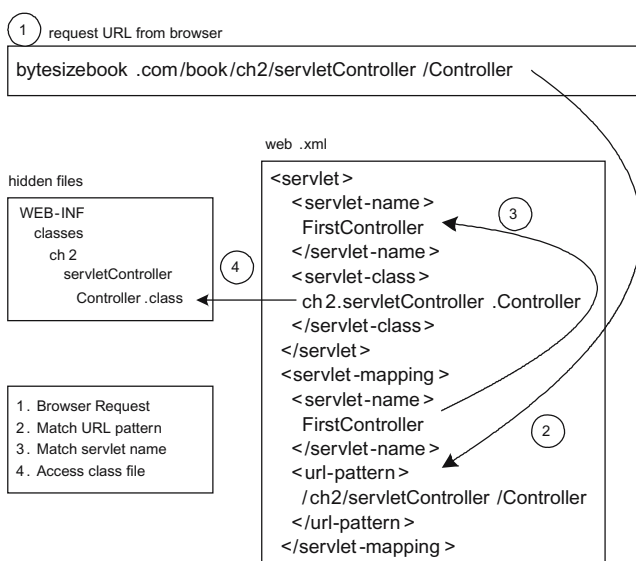 1 request URL from browser
bytesizebook .com/book/ch2/servletController /Controller
web .xml
hidden files
WEB-INF
classes
ch 2
servletController
Controller .class
4
<servlet>
<servlet-name>
FirstController
</servlet-name>
<servlet-class>
ch2.servletController .Controller
</servlet-class>
</servlet>
<servlet-mapping >
<servlet-name>
FirstController
</servlet-name>
<url-pattern>
/ch2/servletController /Controller
</url-pattern>
</servlet-mapping>
3
2
1. Browser Request
2. Match URL pattern
3. Match servlet name
4. Access class file